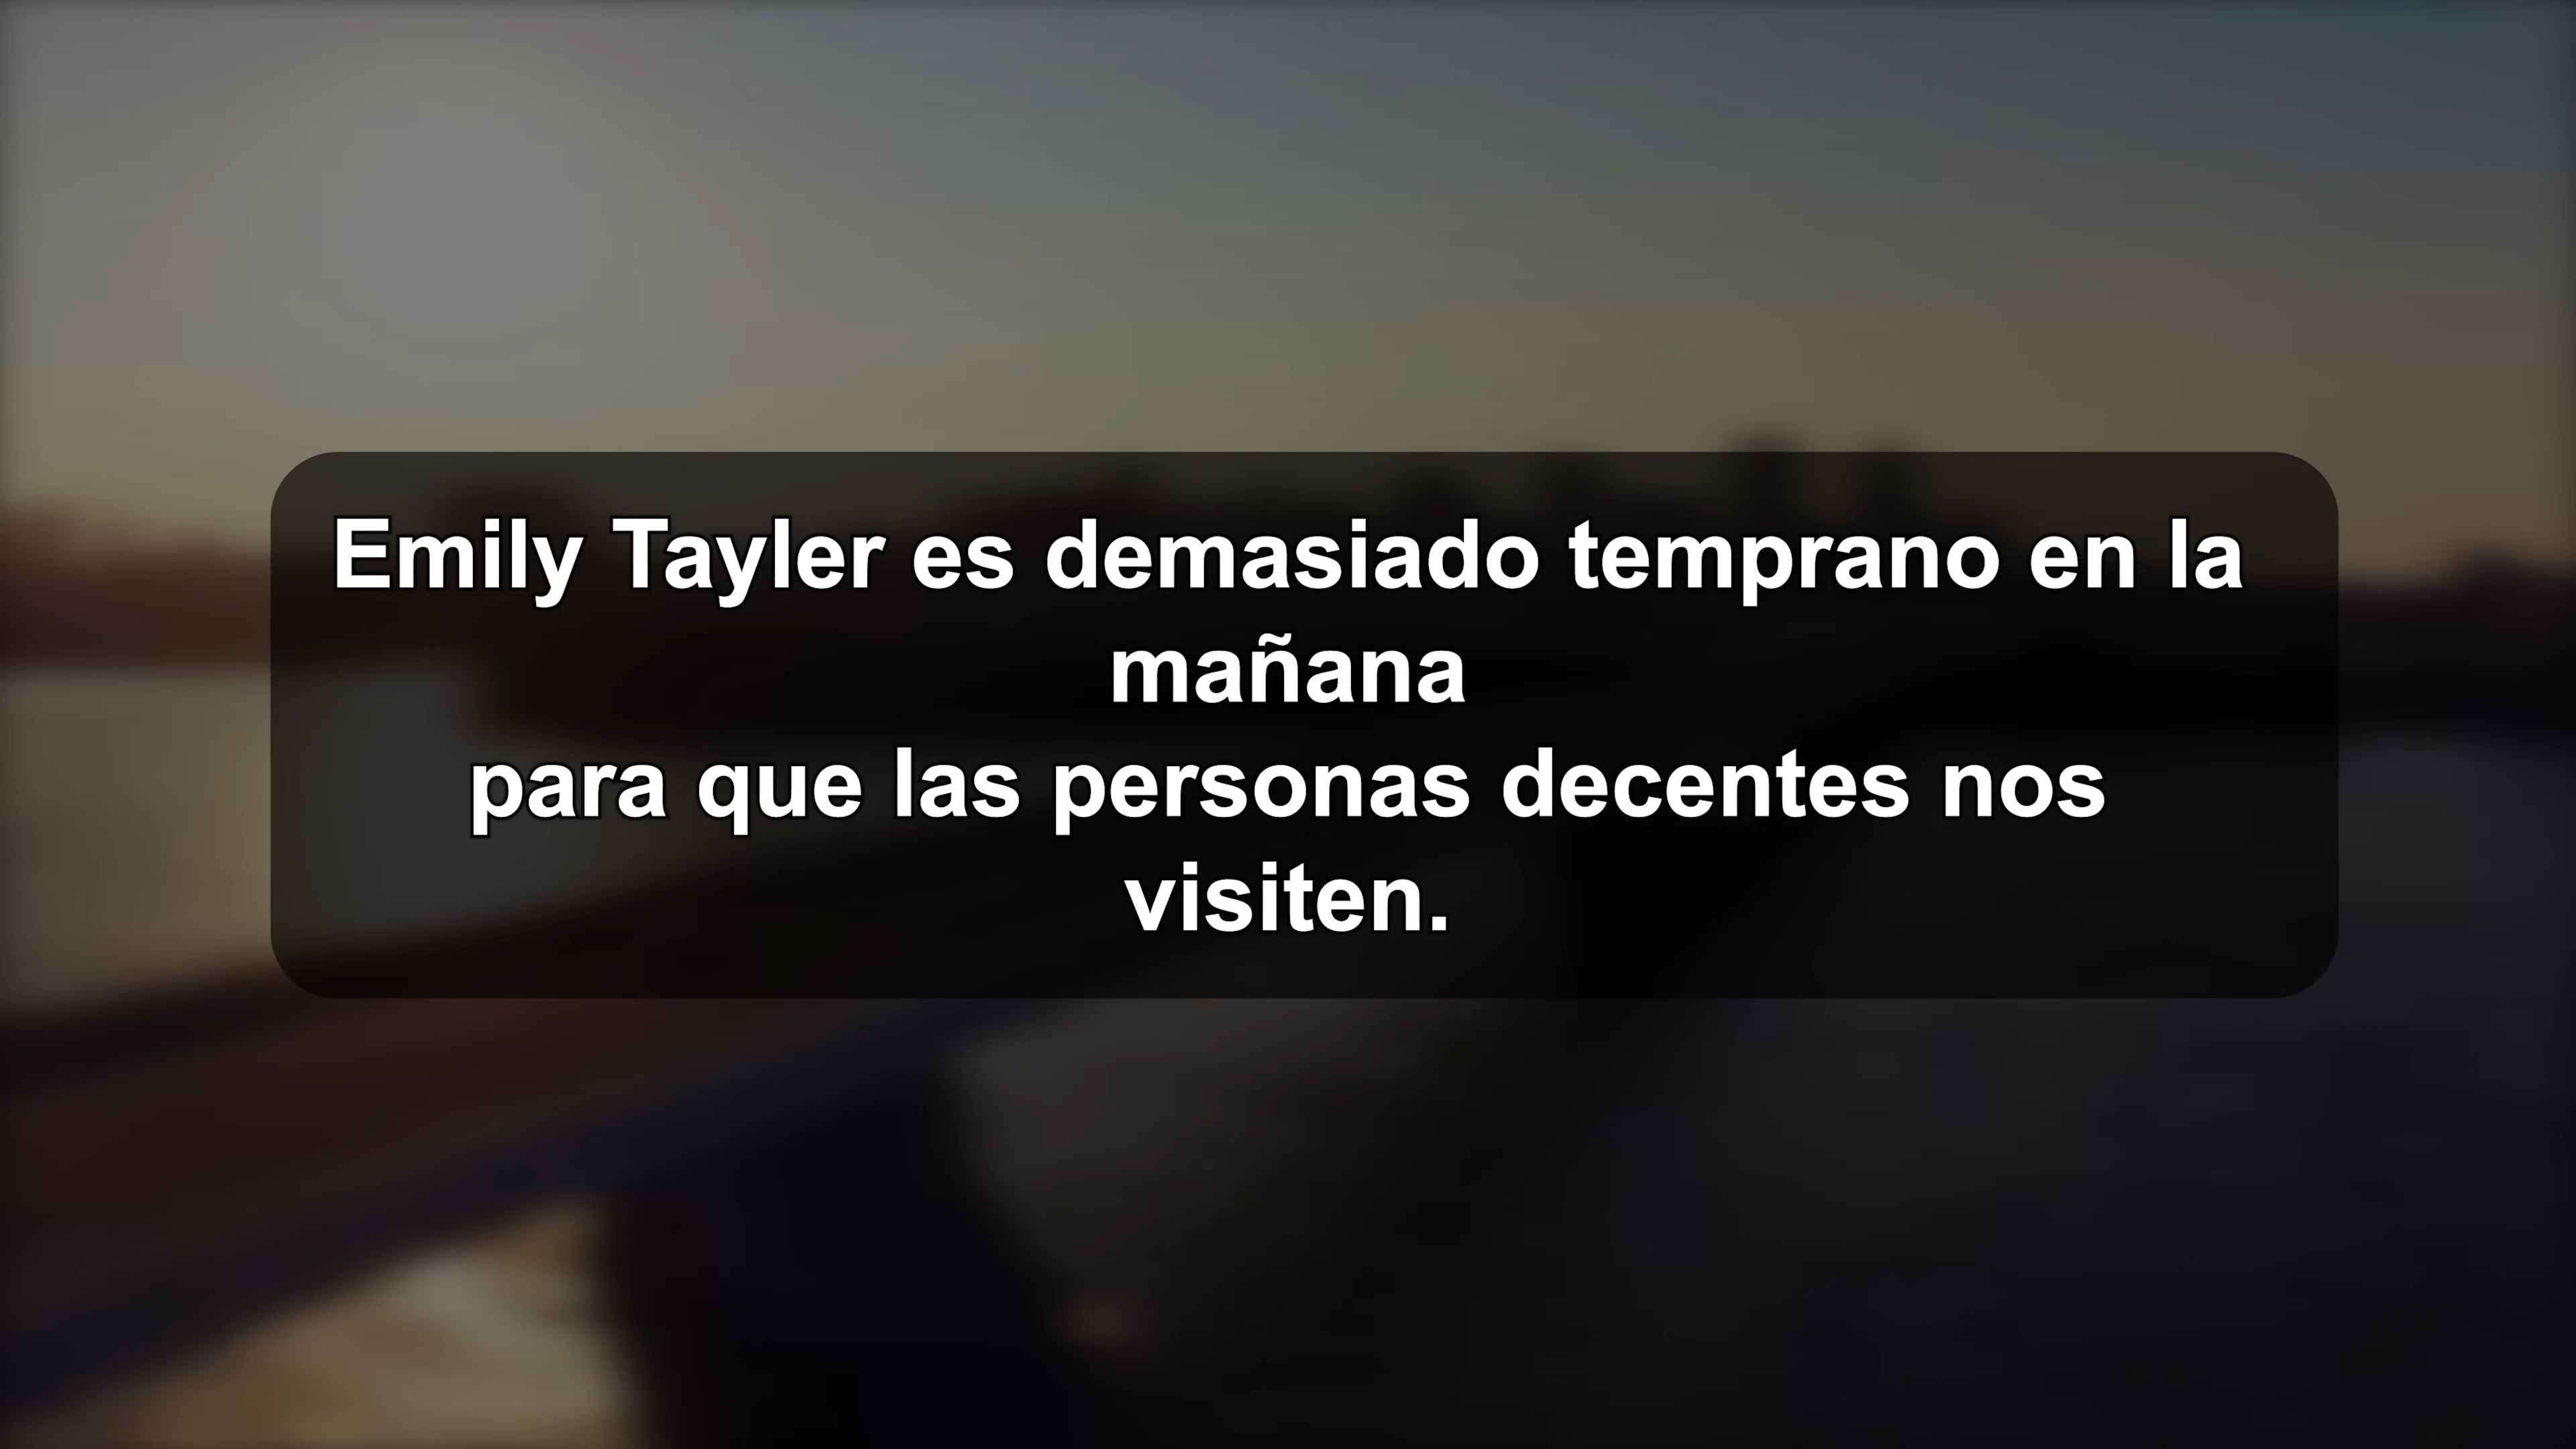 Emily Tayler es demasiado temprano en la
mañana
para que las personas decentes nos
visiten.